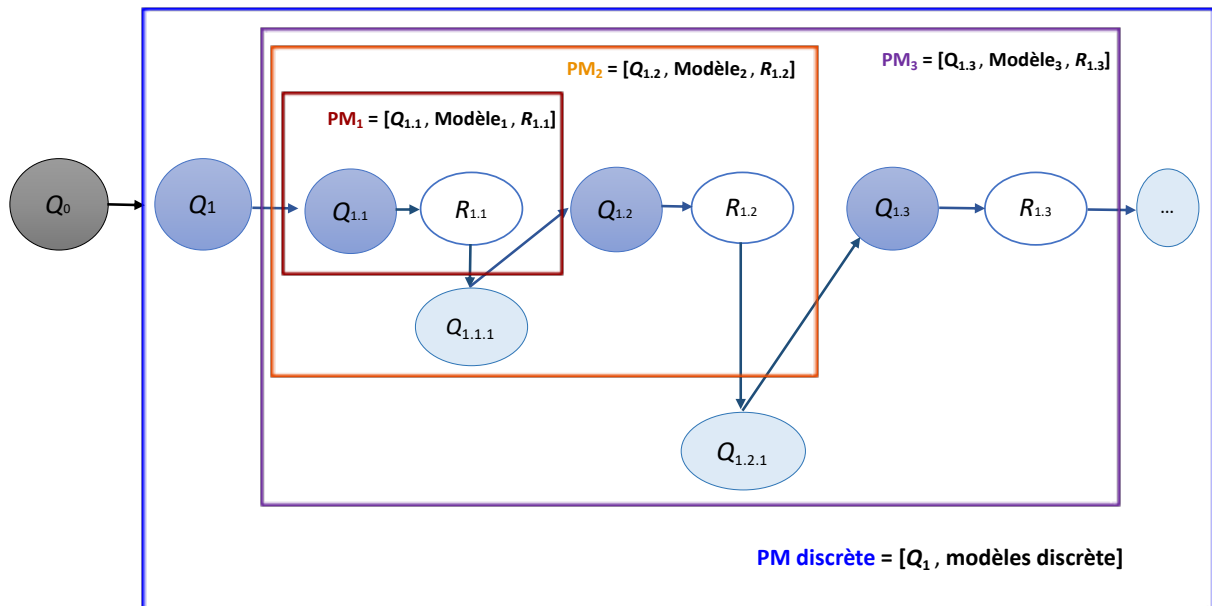 PM₂ = [Q₁.₂ , Modèle₂ , R₁.₂]
PM₃ = [Q₁.₃ , Modèle₃ , R₁.₃]
PM₁ = [Q₁.₁ , Modèle₁ , R₁.₁]
Q₀
Q₁
Q₁.₁
R₁.₁
Q₁.₂
R₁.₂
Q₁.₃
R₁.₃
...
Q₁.₁.₁
Q₁.₂.₁
PM discrète = [Q₁ , modèles discrète]